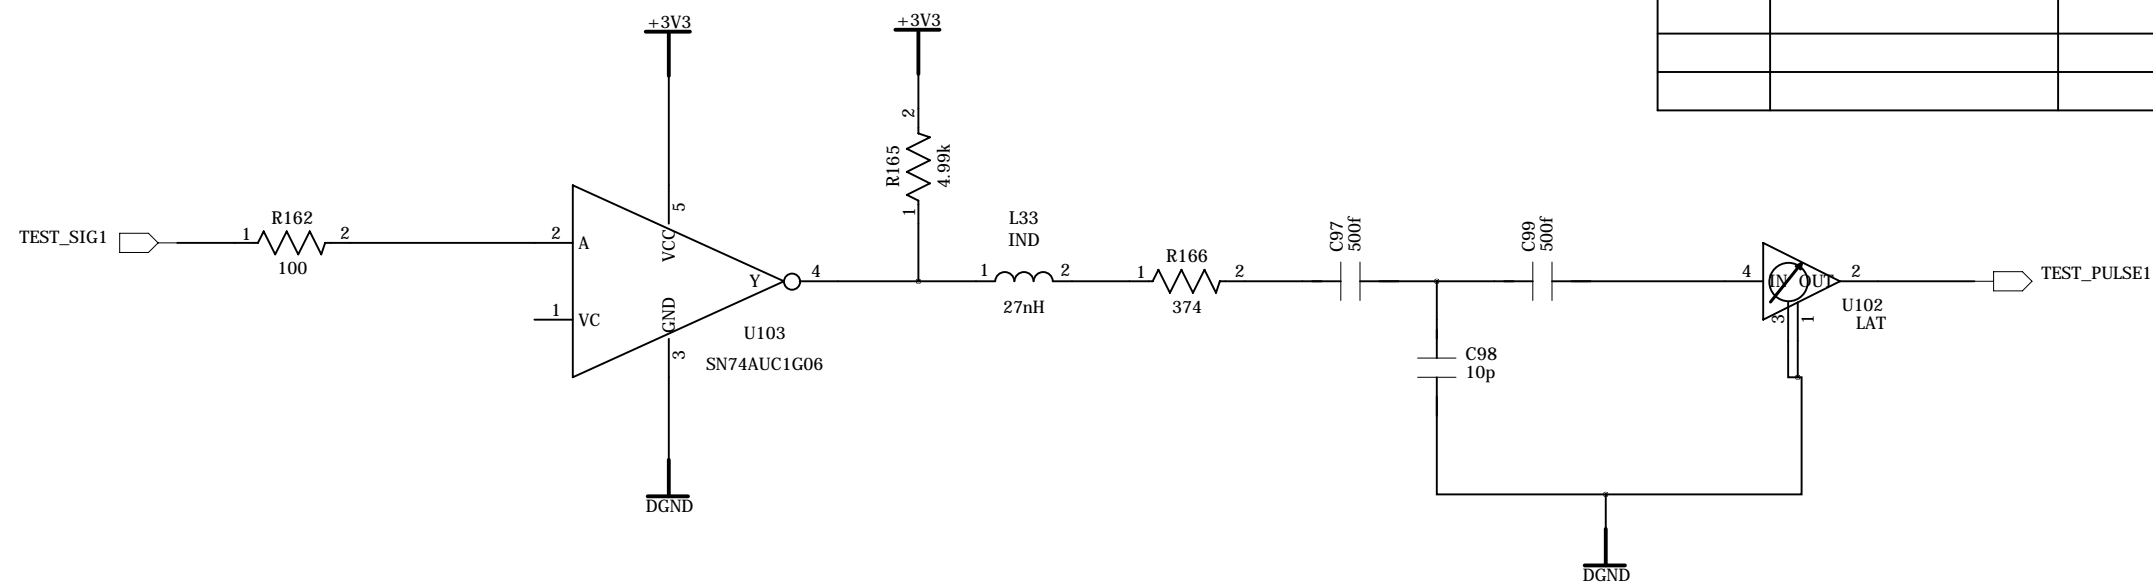 +3V3
+3V3
2
R165
4.99k
1
TEST_SIG1
1
R162
2
100
2
A
1
VC
VCC
5
Y
4
GND
3
U103
SN74AUC1G06
DGND
L33
IND
1
2
27nH
R166
1
2
374
C97
500f
C99
500f
C98
10p
4
IN
OUT
2
3
1
U102
LAT
TEST_PULSE1
DGND